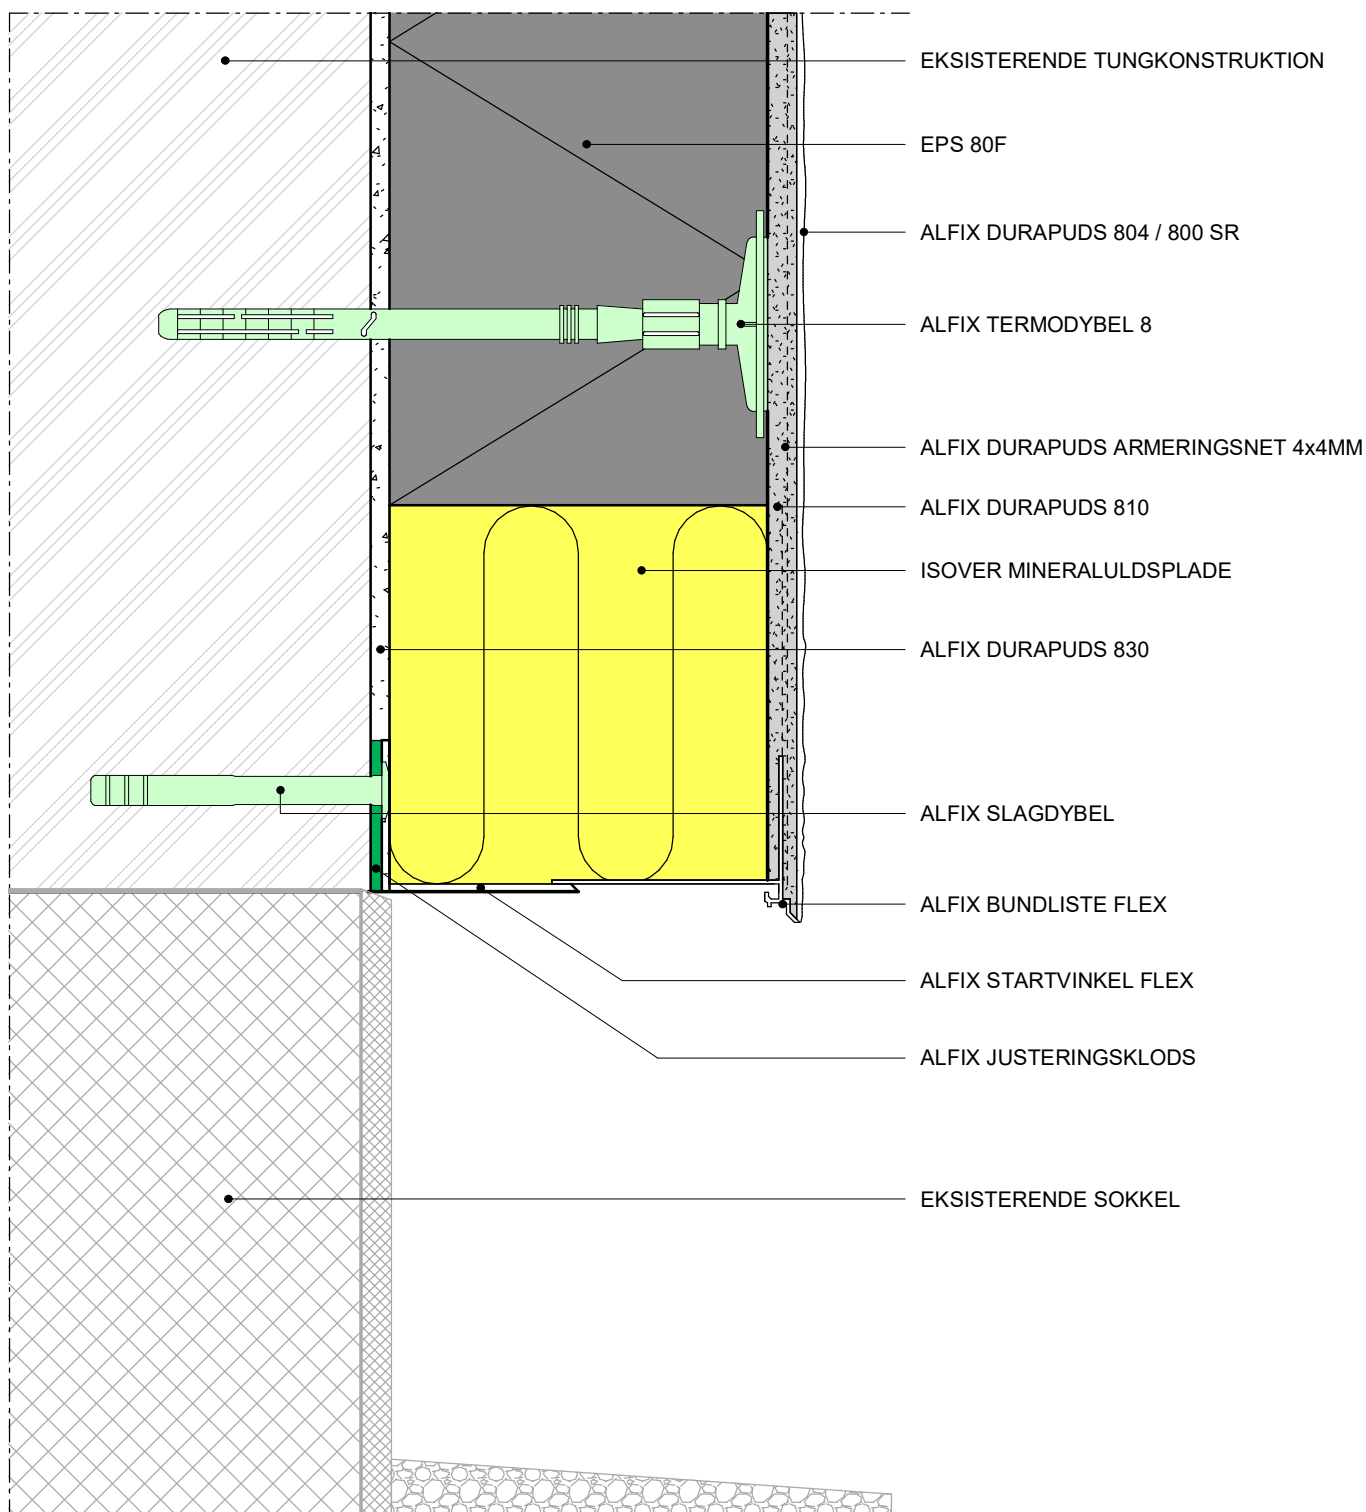 EKSISTERENDE TUNGKONSTRUKTION
EPS 80F
ALFIX DURAPUDS 804 / 800 SR
ALFIX TERMODYBEL 8
ALFIX DURAPUDS ARMERINGSNET 4x4MM
ALFIX DURAPUDS 810
ISOVER MINERALULDSPLADE
ALFIX DURAPUDS 830
ALFIX SLAGDYBEL
ALFIX BUNDLISTE FLEX
ALFIX STARTVINKEL FLEX
ALFIX JUSTERINGSKLODS
EKSISTERENDE SOKKEL